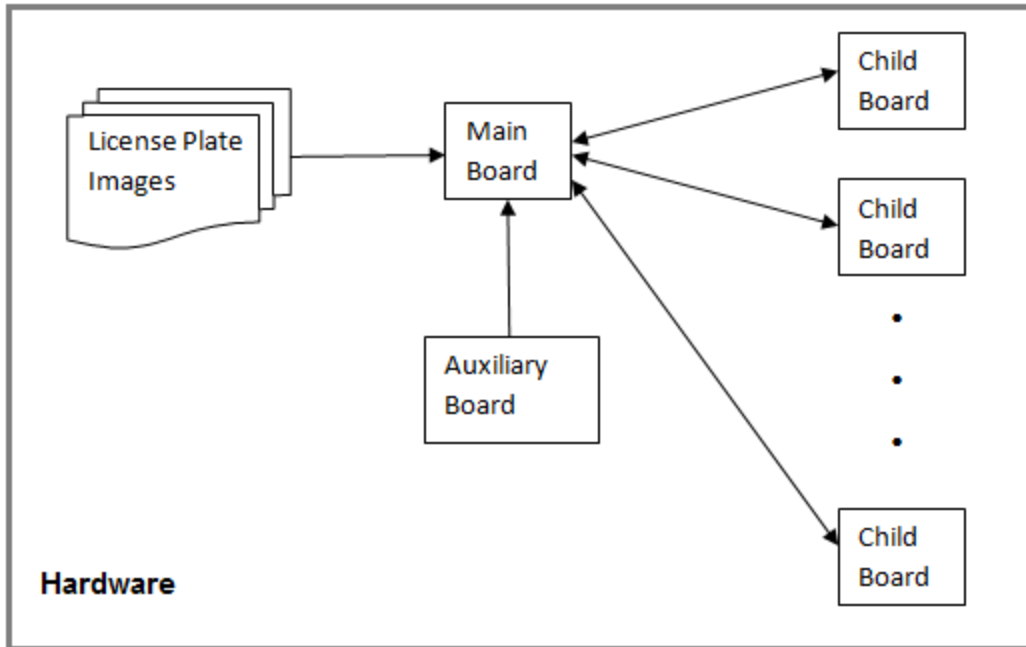 License Plate
Images
Main
Board
Child
Board
Child
Board
Auxiliary
Board
Child
Board
Hardware